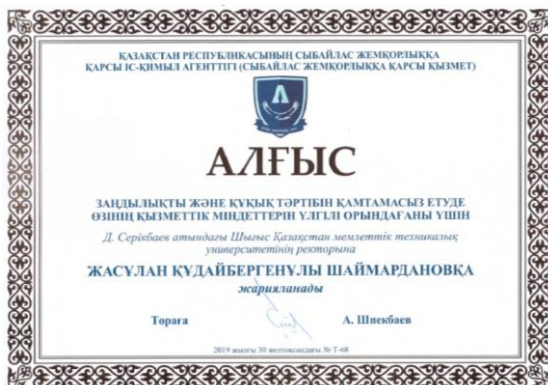 ҚАЗАҚСТАН РЕСПУБЛИКАСЫНЫҢ СЫБАЙЛАС ЖЕМҚОРЛЫҚҚА
ҚАРСЫ ІС-ҚИМЫЛ АГЕНТТІГІ (СЫБАЙЛАС ЖЕМҚОРЛЫҚҚА ҚАРСЫ ҚЫЗМЕТ)
АЛҒЫС
ЗАҢДЫЛЫҚТЫ ЖӘНЕ ҚҰҚЫҚ ТӘРТІБІН ҚАМТАМАСЫЗ ЕТУДЕ
ӨЗІНІҢ ҚЫЗМЕТТІК МІНДЕТТЕРІН ҮЛГІЛІ ОРЫНДАҒАНЫ ҮШІН
Д. Серікбаев атындағы Шығыс Қазақстан мемлеттік техникалық
университетінің ректорына
ЖАСҰЛАН ҚҰДАЙБЕРГЕНҰЛЫ ШАЙМАРДАНОВҚА
жарияланады
Төраға А. Шпекбаев
2019 жылғы 30 желтоқсандағы № Т-68